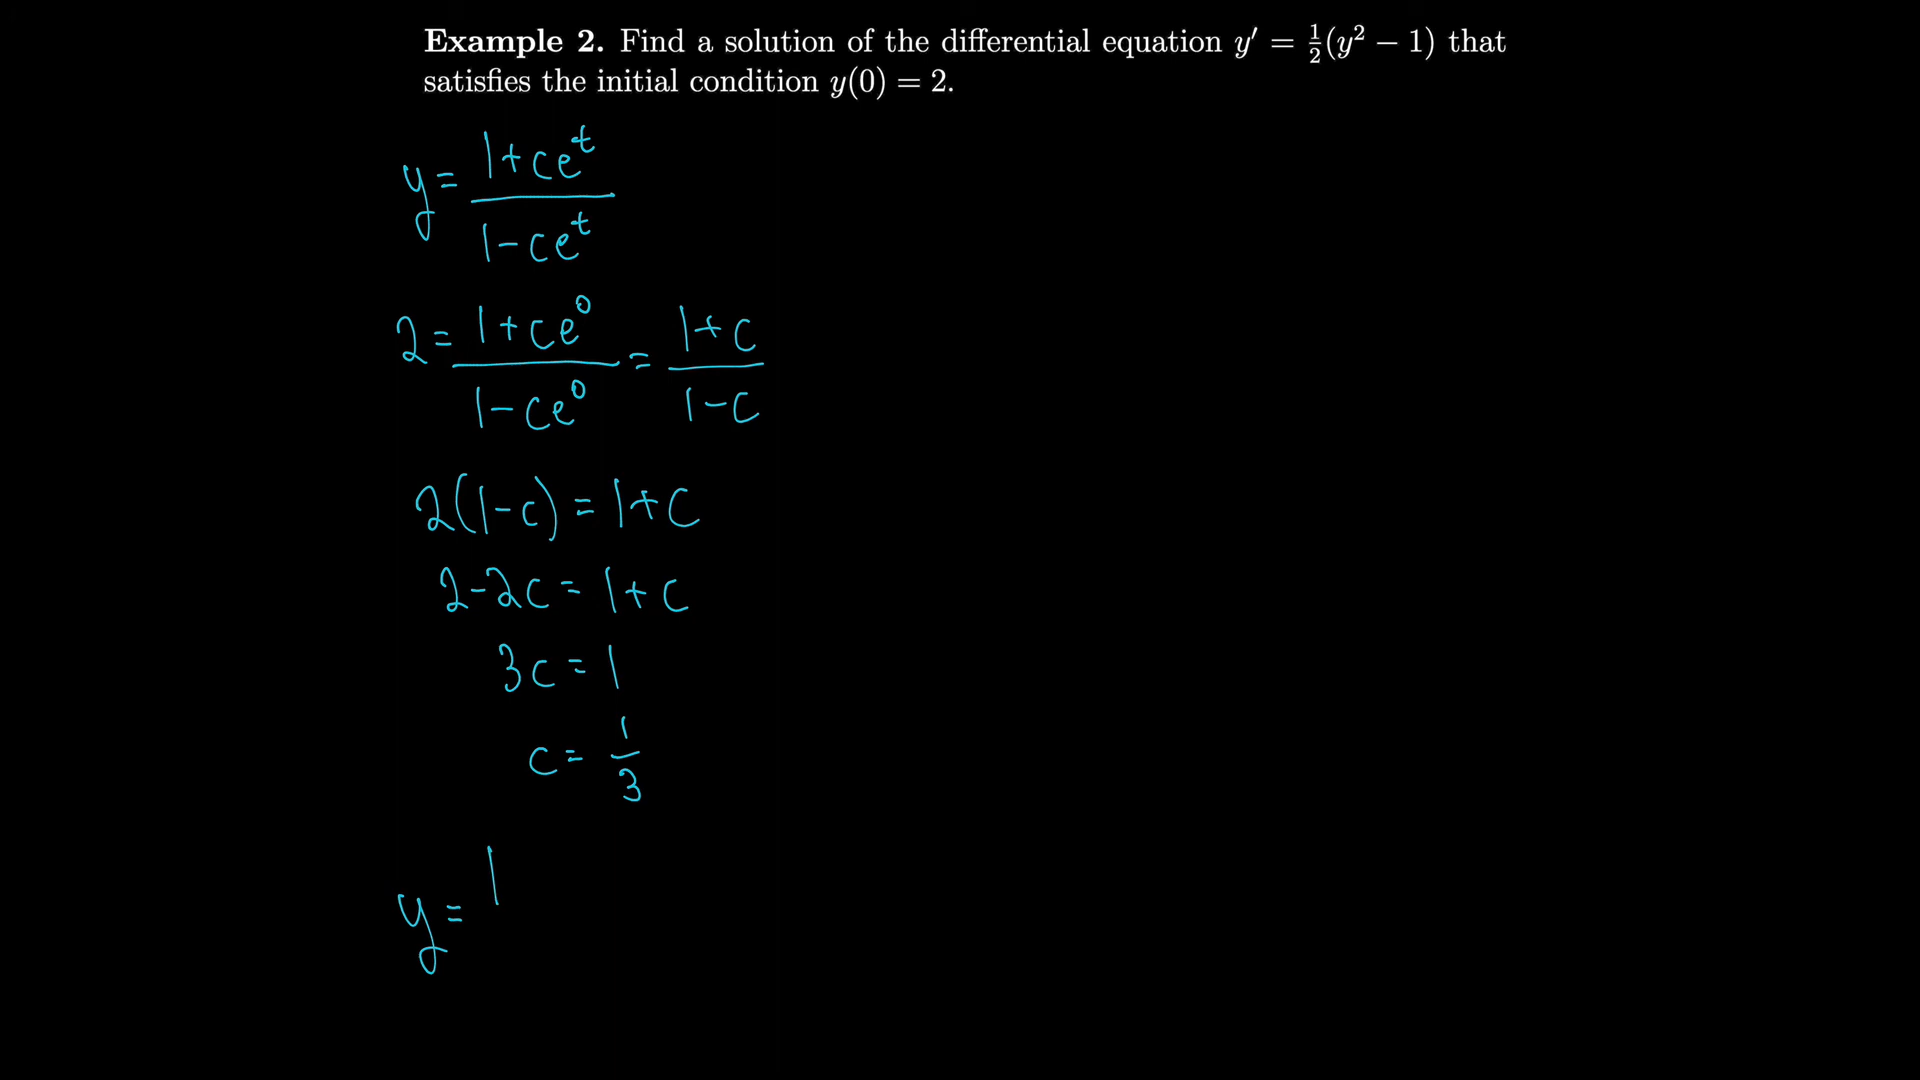 Example 2. Find a solution of the differential equation y′ = ½(y² − 1) that
satisfies the initial condition y(0) = 2.
y = (1+ce^t)/(1−ce^t)
2 = (1+ce^0)/(1−ce^0) = (1+c)/(1−c)
2(1−c) = 1+c
2−2c = 1+c
3c = 1
c = 1/3
y = 1